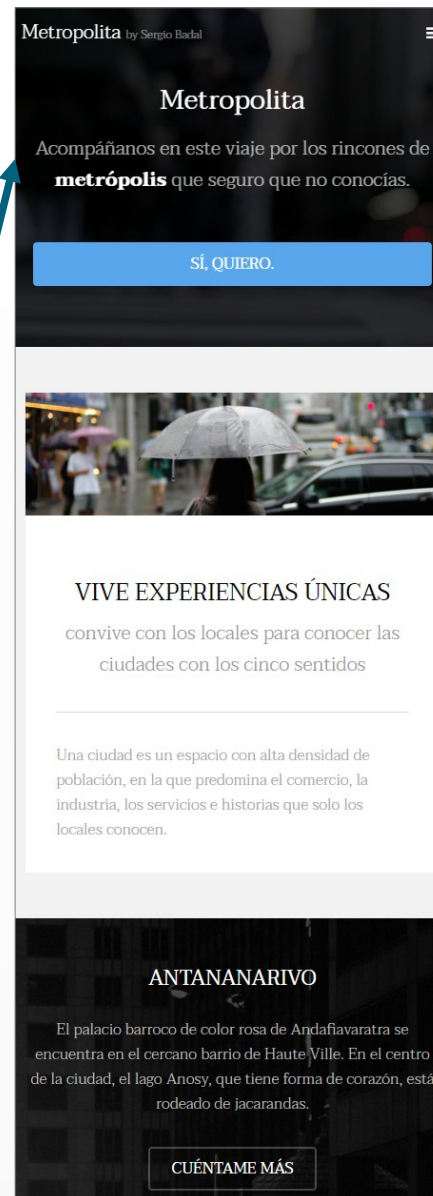 Metropolita by Sergio Badal
Metropolita
Acompáñanos en este viaje por los rincones de
metrópolis que seguro que no conocías.
SÍ, QUIERO.
VIVE EXPERIENCIAS ÚNICAS
convive con los locales para conocer las
ciudades con los cinco sentidos
Una ciudad es un espacio con alta densidad de
población, en la que predomina el comercio, la
industria, los servicios e historias que solo los
locales conocen.
ANTANANARIVO
El palacio barroco de color rosa de Andafiavaratra se
encuentra en el cercano barrio de Haute Ville. En el centro
de la ciudad, el lago Anosy, que tiene forma de corazón, está
rodeado de jacarandas.
CUÉNTAME MÁS